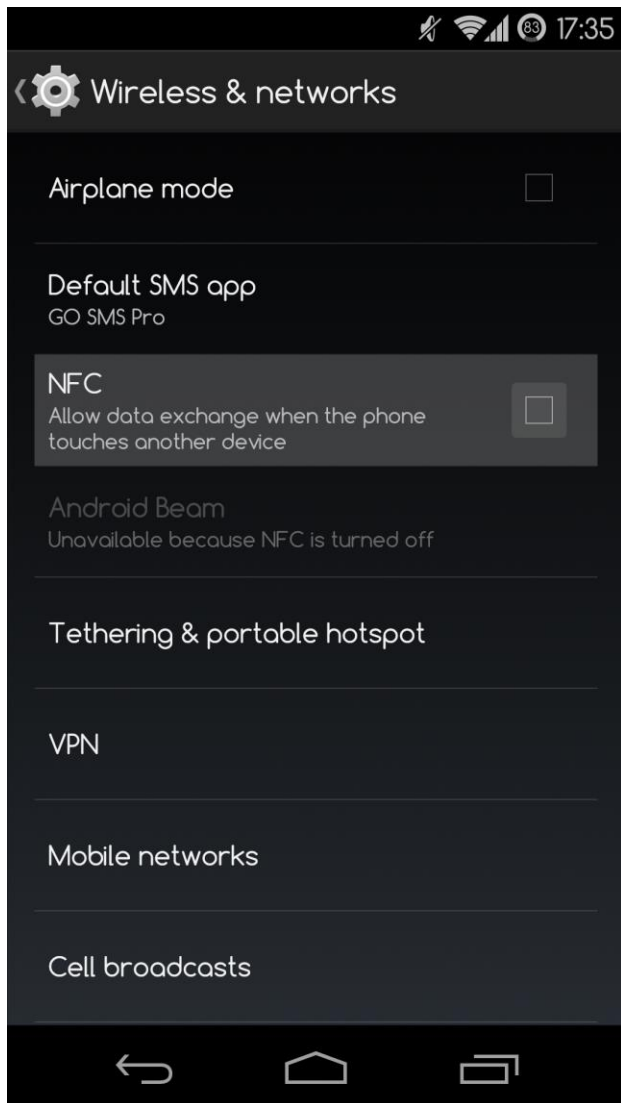 83 17:35
Wireless & networks
Airplane mode
Default SMS app
GO SMS Pro
NFC
Allow data exchange when the phone
touches another device
Android Beam
Unavailable because NFC is turned off
Tethering & portable hotspot
VPN
Mobile networks
Cell broadcasts